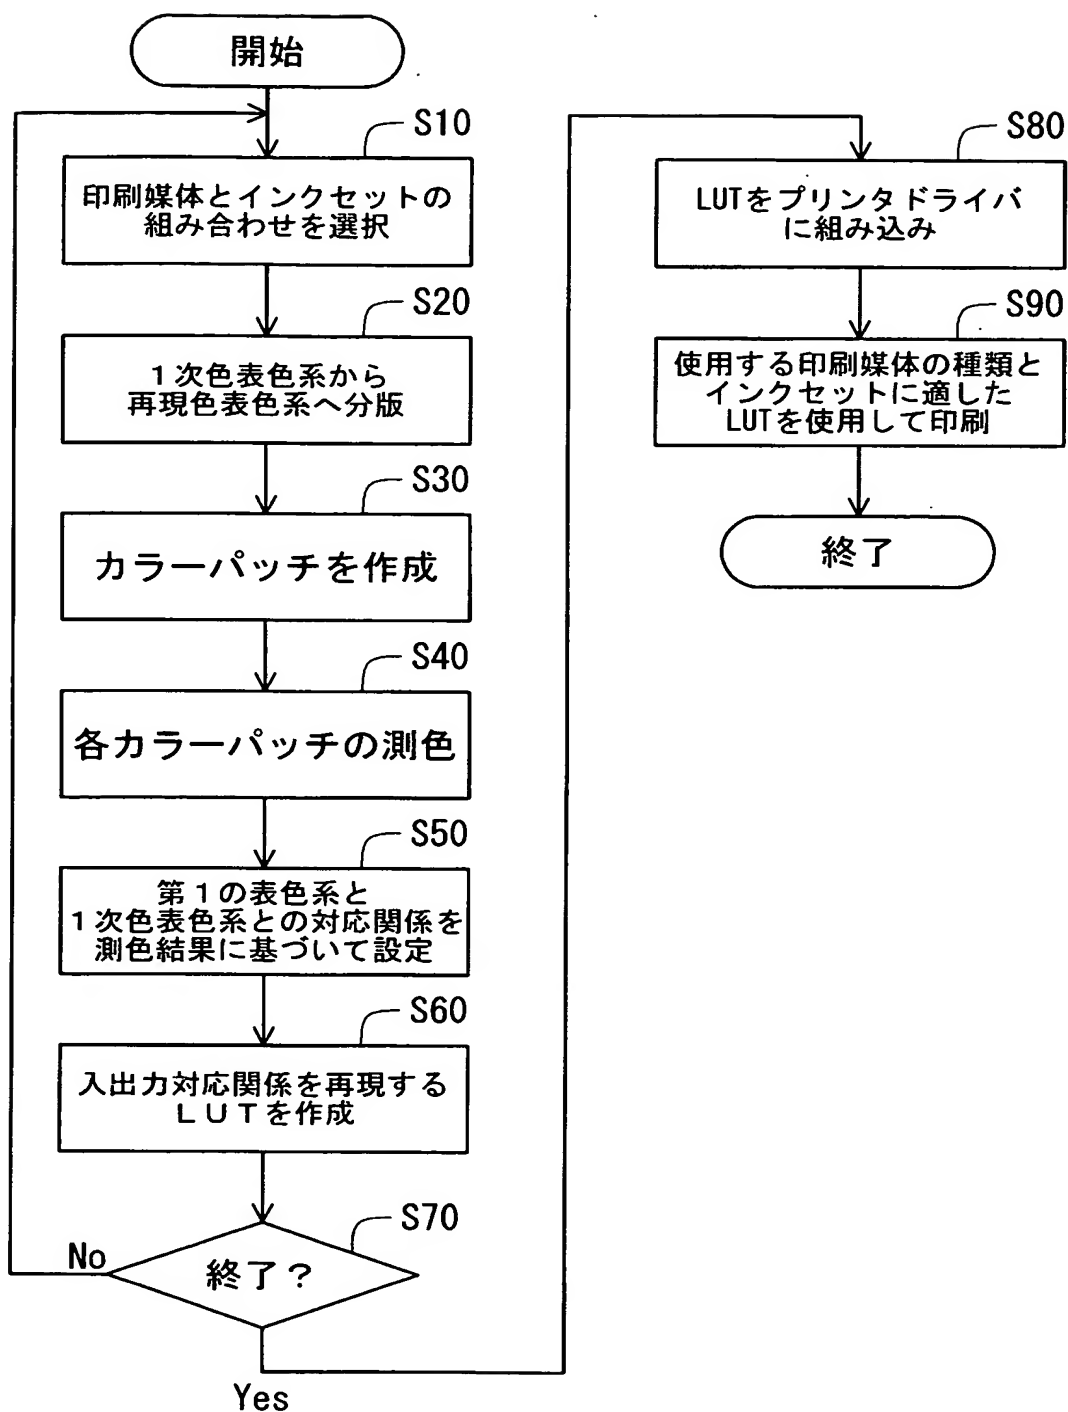 開始
S10
印刷媒体とインクセットの
組み合わせを選択
S20
１次色表色系から
再現色表色系へ分版
S30
カラーパッチを作成
S40
各カラーパッチの測色
S50
第１の表色系と
１次色表色系との対応関係を
測色結果に基づいて設定
S60
入出力対応関係を再現する
ＬＵＴを作成
S70
終了？
No
Yes
S80
LUTをプリンタドライバ
に組み込み
S90
使用する印刷媒体の種類と
インクセットに適した
LUTを使用して印刷
終了